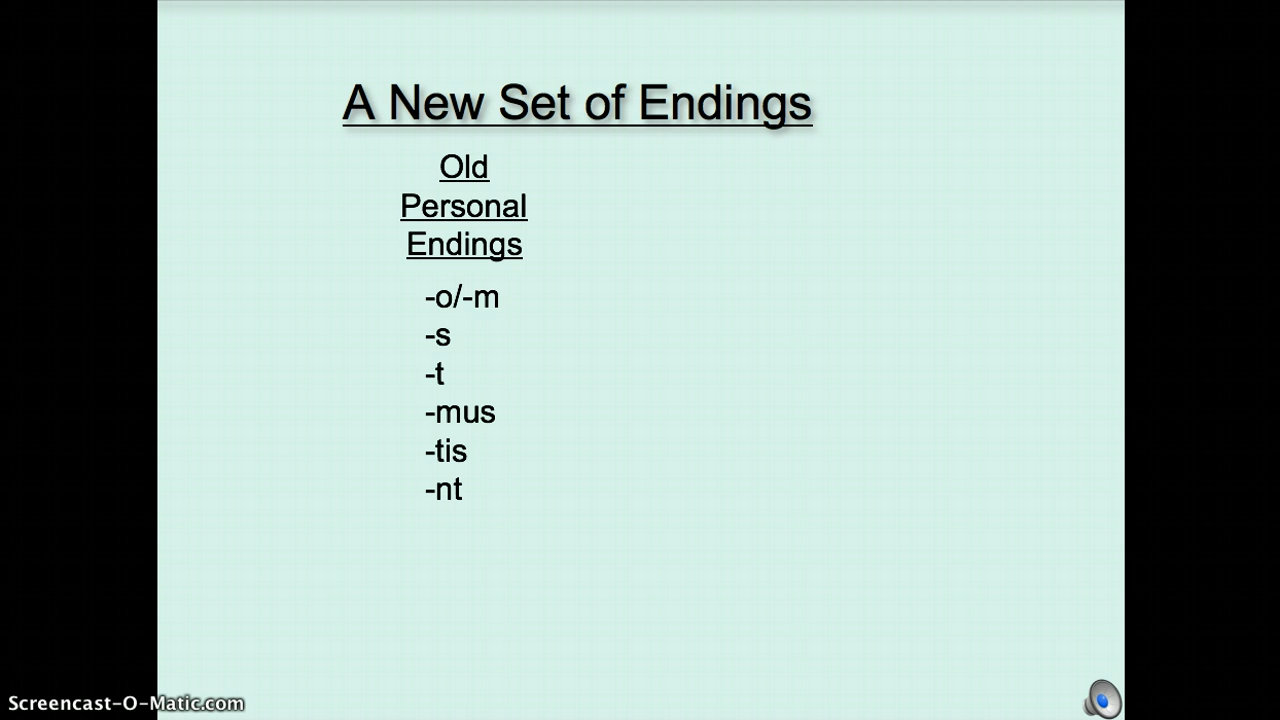 A New Set of Endings
Old
Personal
Endings
-o/-m
-s
-t
-mus
-tis
-nt
Screencast-O-Matic.com